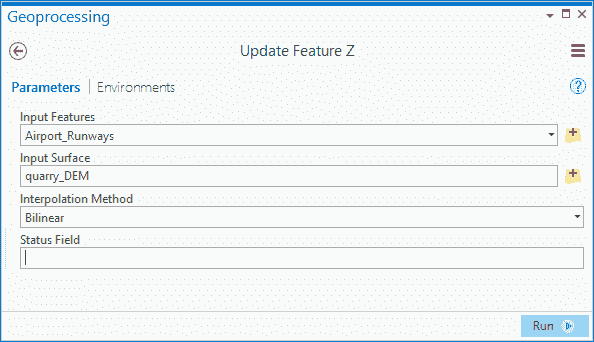 Geoprocessing
Update Feature Z
Parameters | Environments
Input Features
Airport_Runways
Input Surface
quarry_DEM
Interpolation Method
Bilinear
Status Field
Run